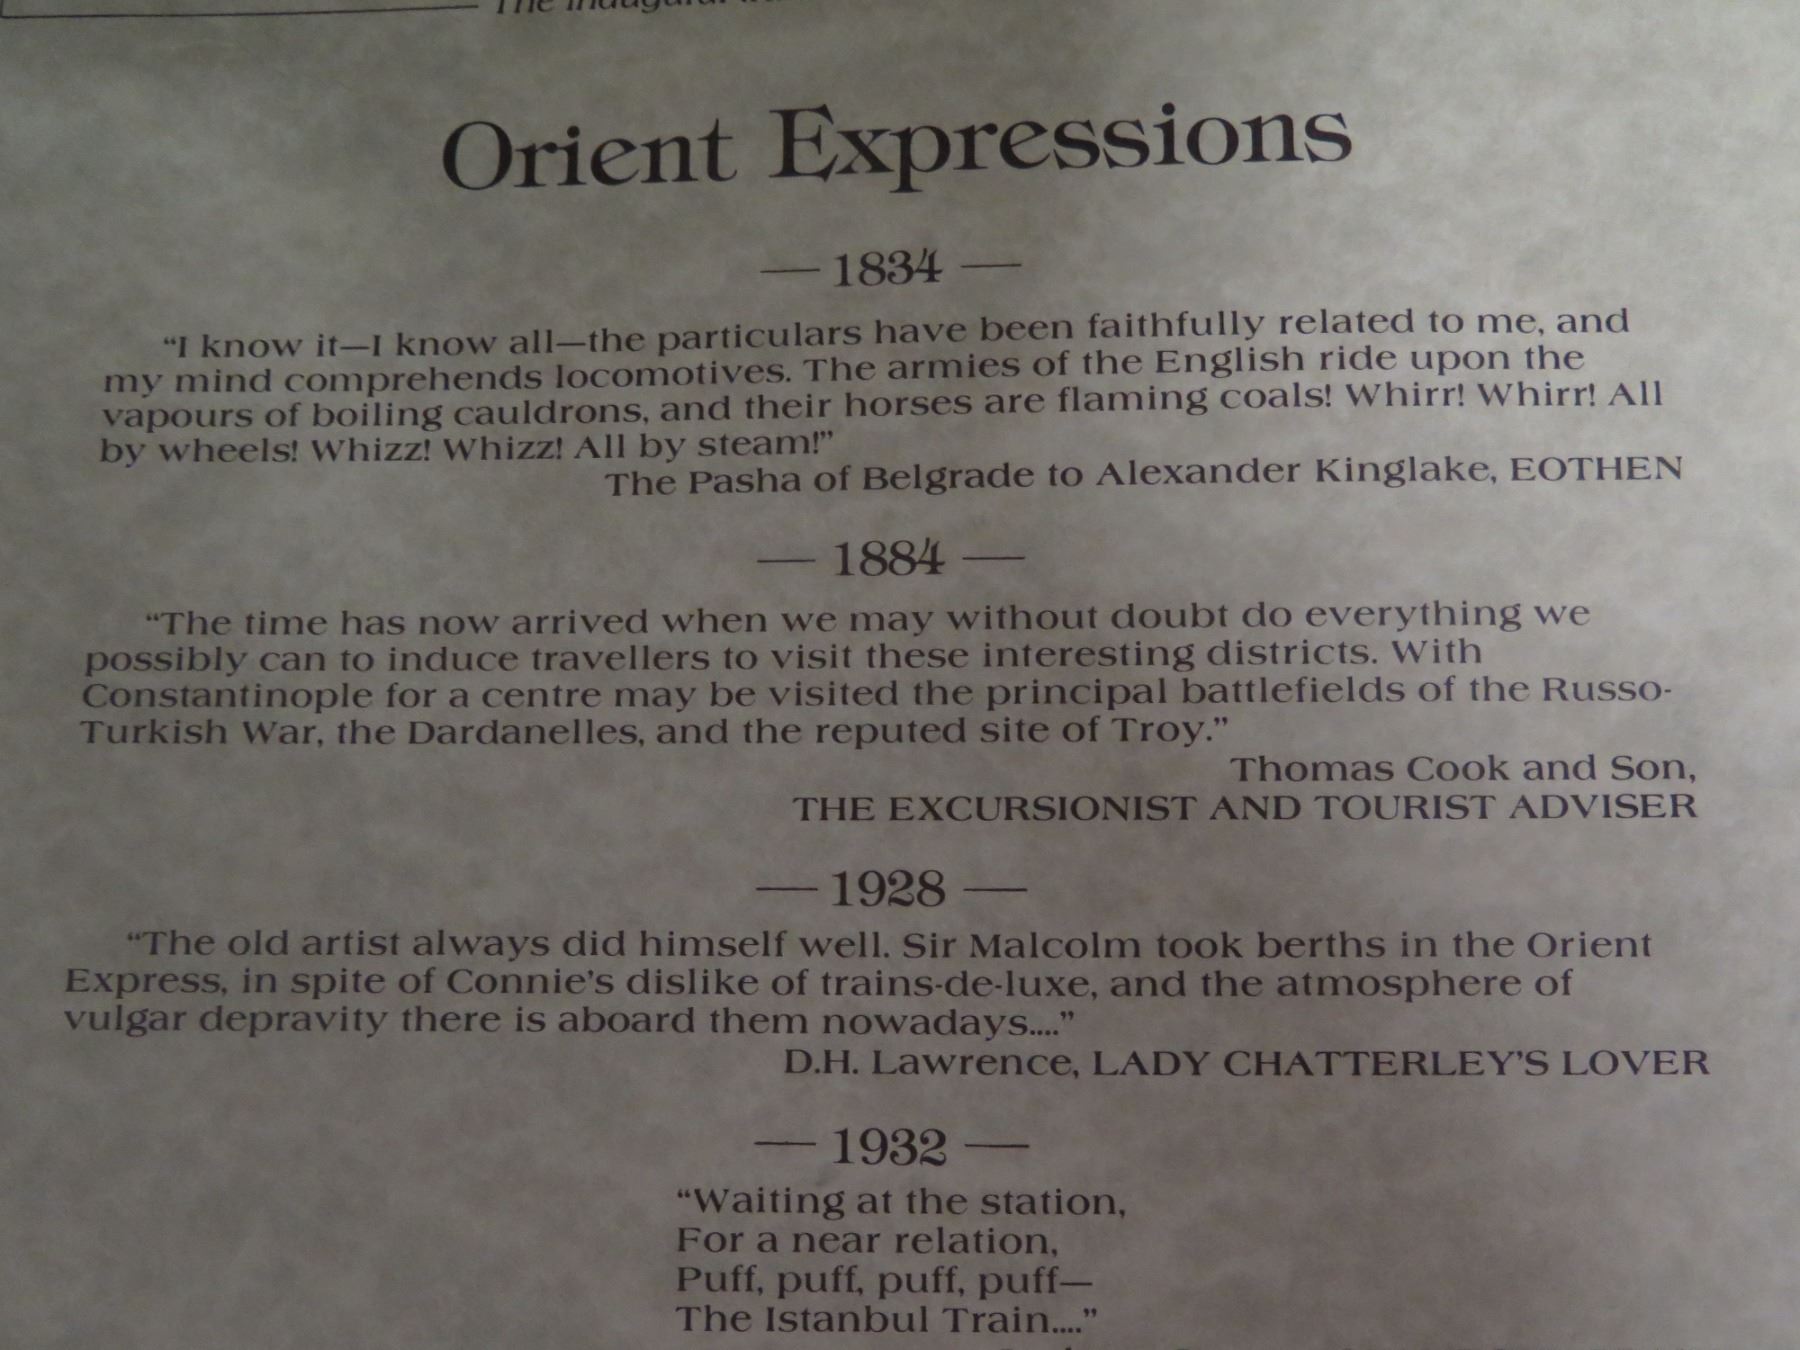 The Inaugural
Orient Expressions
— 1834 —
“I know it—I know all—the particulars have been faithfully related to me, and
my mind comprehends locomotives. The armies of the English ride upon the
vapours of boiling cauldrons, and their horses are flaming coals! Whirr! Whirr! All
by wheels! Whizz! Whizz! All by steam!”
The Pasha of Belgrade to Alexander Kinglake, EOTHEN
— 1884 —
“The time has now arrived when we may without doubt do everything we
possibly can to induce travellers to visit these interesting districts. With
Constantinople for a centre may be visited the principal battlefields of the Russo-
Turkish War, the Dardanelles, and the reputed site of Troy.”
Thomas Cook and Son,
THE EXCURSIONIST AND TOURIST ADVISER
— 1928 —
“The old artist always did himself well. Sir Malcolm took berths in the Orient
Express, in spite of Connie’s dislike of trains-de-luxe, and the atmosphere of
vulgar depravity there is aboard them nowadays....”
D.H. Lawrence, LADY CHATTERLEY’S LOVER
— 1932 —
“Waiting at the station,
For a near relation,
Puff, puff, puff, puff—
The Istanbul Train....”